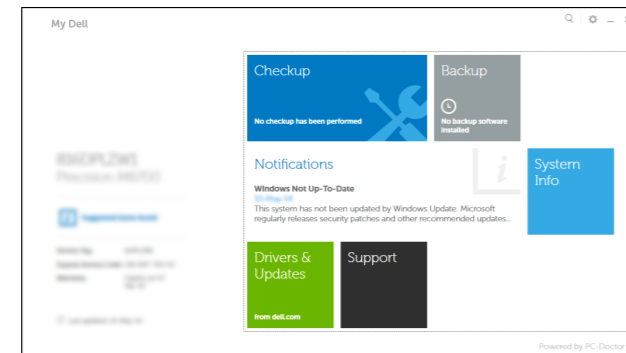 My Dell
Checkup
No checkup has been performed
Backup
No backup software
installed
Notifications
Windows Not Up-To-Date
This system has not been updated by Windows Update. Microsoft
regularly releases security patches and other recommended updates...
System
Info
Drivers &
Updates
from dell.com
Support
Powered by PC-Doctor